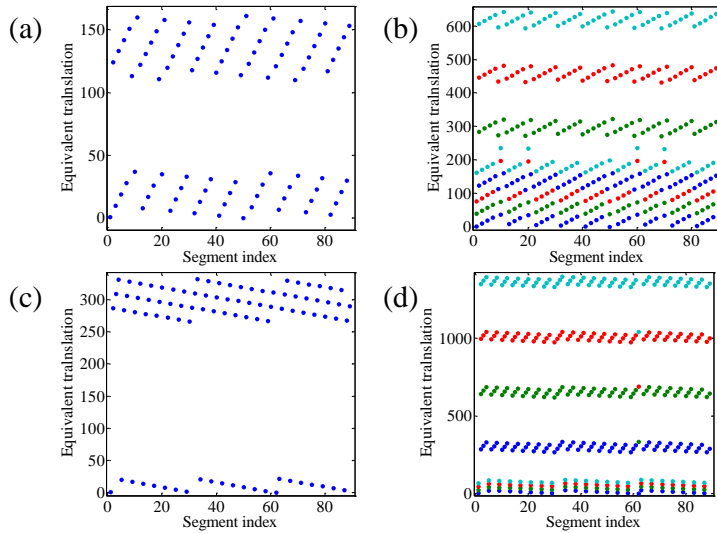 (a)
150
100
50
0
Equivalent tralnslation
0 20 40 60 80
Segment index
(b)
600
500
400
300
200
100
0
Equivalent tralnslation
0 20 40 60 80
Segment index
(c)
300
250
200
150
100
50
0
Equivalent tralnslation
0 20 40 60 80
Segment index
(d)
1000
500
0
Equivalent tralnslation
0 20 40 60 80
Segment index